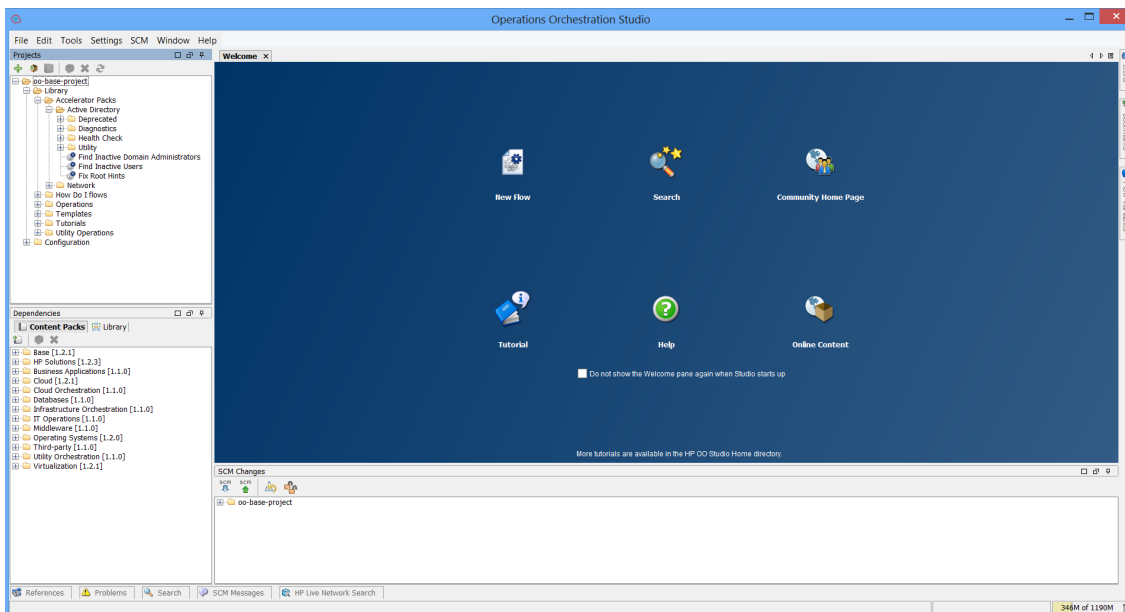 Operations Orchestration Studio
File Edit Tools Settings SCM Window Help
Projects
oo-base-project
Library
Accelerator Packs
Active Directory
Deprecated
Diagnostics
Health Check
Utility
Find Inactive Domain Administrators
Find Inactive Users
Fix Root Hints
Network
How Do I flows
Operations
Templates
Tutorials
Utility Operations
Configuration
Dependencies
Content Packs Library
Base [1.2.1]
HP Solutions [1.2.3]
Business Applications [1.1.0]
Cloud [1.2.1]
Cloud Orchestration [1.1.0]
Databases [1.1.0]
Infrastructure Orchestration [1.1.0]
IT Operations [1.1.0]
Middleware [1.1.0]
Operating Systems [1.2.0]
Third-party [1.1.0]
Utility Orchestration [1.1.0]
Virtualization [1.2.1]
Welcome
New Flow Search Community Home Page
Tutorial Help Online Content
Do not show the Welcome pane again when Studio starts up
More tutorials are available in the HP OO Studio Home directory.
SCM Changes
SCM SCM
oo-base-project
References Problems Search SCM Messages HP Live Network Search
346M of 1190M